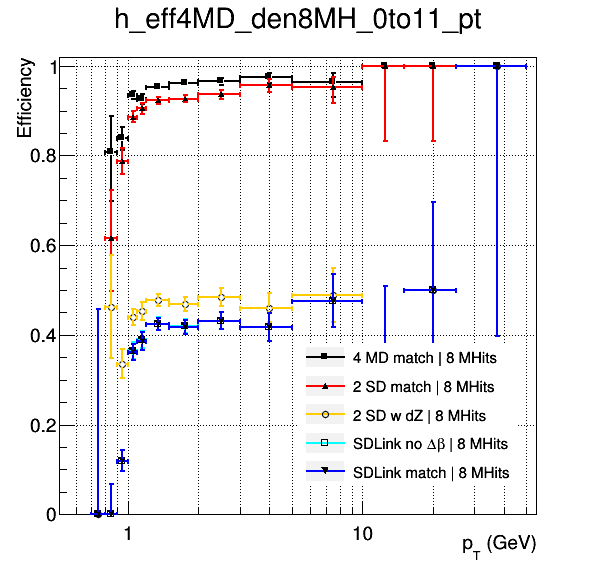 h_eff4MD_den8MH_0to11_pt
Efficiency
1
0.8
0.6
0.4
0.2
0
4 MD match | 8 MHits
2 SD match | 8 MHits
2 SD w dZ | 8 MHits
SDLink no Δβ | 8 MHits
SDLink match | 8 MHits
1
10
p_T (GeV)